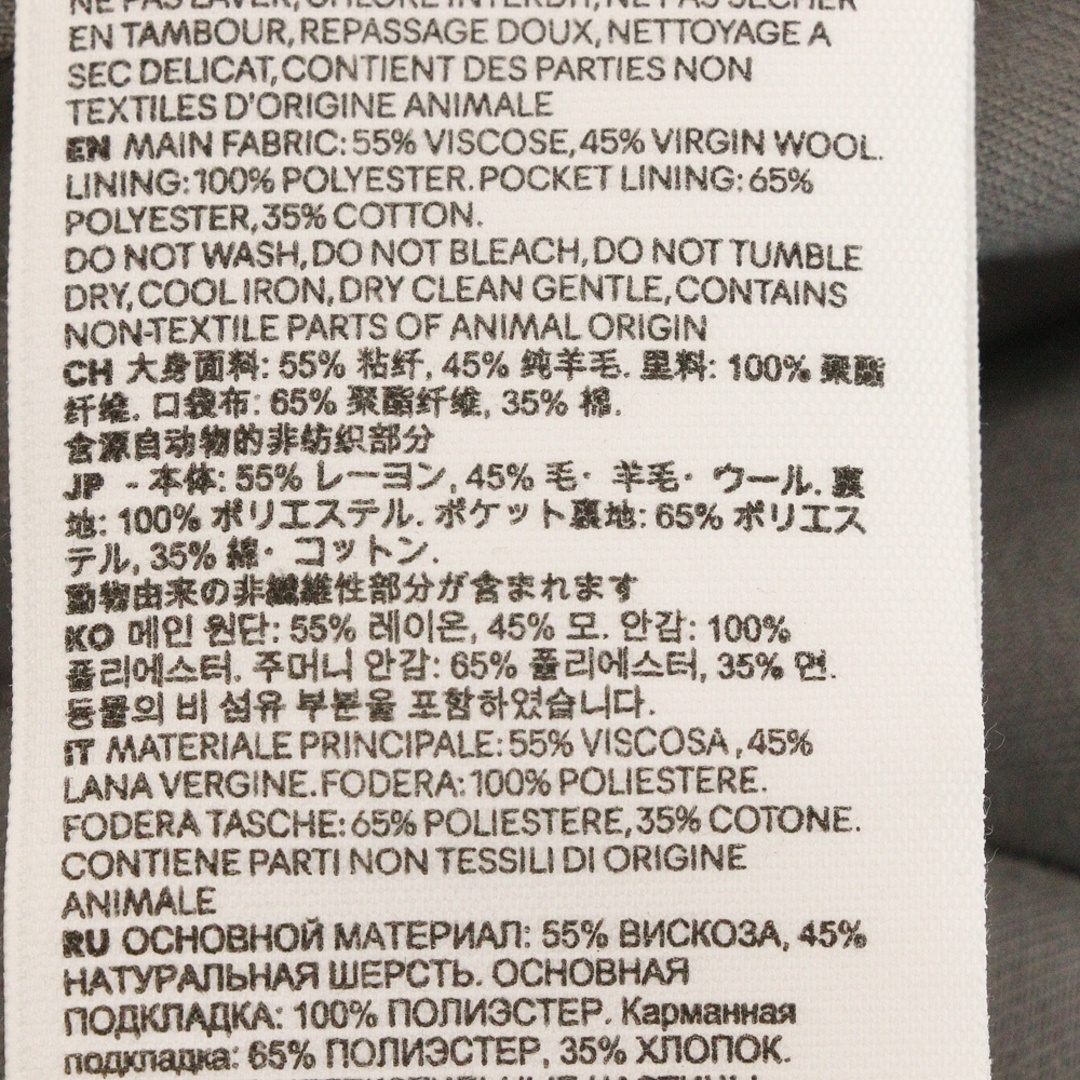 NE PAS LAVER, CHLORE INTERDIT, NE PAS SECHER
EN TAMBOUR, REPASSAGE DOUX, NETTOYAGE A
SEC DELICAT, CONTIENT DES PARTIES NON
TEXTILES D'ORIGINE ANIMALE
EN MAIN FABRIC: 55% VISCOSE, 45% VIRGIN WOOL.
LINING: 100% POLYESTER. POCKET LINING: 65%
POLYESTER, 35% COTTON.
DO NOT WASH, DO NOT BLEACH, DO NOT TUMBLE
DRY, COOL IRON, DRY CLEAN GENTLE, CONTAINS
NON-TEXTILE PARTS OF ANIMAL ORIGIN
CH 大身面料: 55% 粘纤, 45% 纯羊毛. 里料: 100% 聚酯
纤维. 口袋布: 65% 聚酯纤维, 35% 棉.
含源自动物的非纺织部分
JP - 本体: 55% レーヨン, 45% 毛· 羊毛· ウール. 裏
地: 100% ポリエステル. ポケット裏地: 65% ポリエス
テル, 35% 綿· コットン.
動物由来の非繊維性部分が含まれます
KO 메인 원단: 55% 레이온, 45% 모. 안감: 100%
폴리에스터. 주머니 안감: 65% 폴리에스터, 35% 면.
동물의 비 섬유 부분을 포함하였습니다.
IT MATERIALE PRINCIPALE: 55% VISCOSA , 45%
LANA VERGINE. FODERA: 100% POLIESTERE.
FODERA TASCHE: 65% POLIESTERE, 35% COTONE.
CONTIENE PARTI NON TESSILI DI ORIGINE
ANIMALE
RU ОСНОВНОЙ МАТЕРИАЛ: 55% ВИСКОЗА, 45%
НАТУРАЛЬНАЯ ШЕРСТЬ. ОСНОВНАЯ
ПОДКЛАДКА: 100% ПОЛИЭСТЕР. Карманная
подкладка: 65% ПОЛИЭСТЕР, 35% ХЛОПОК.